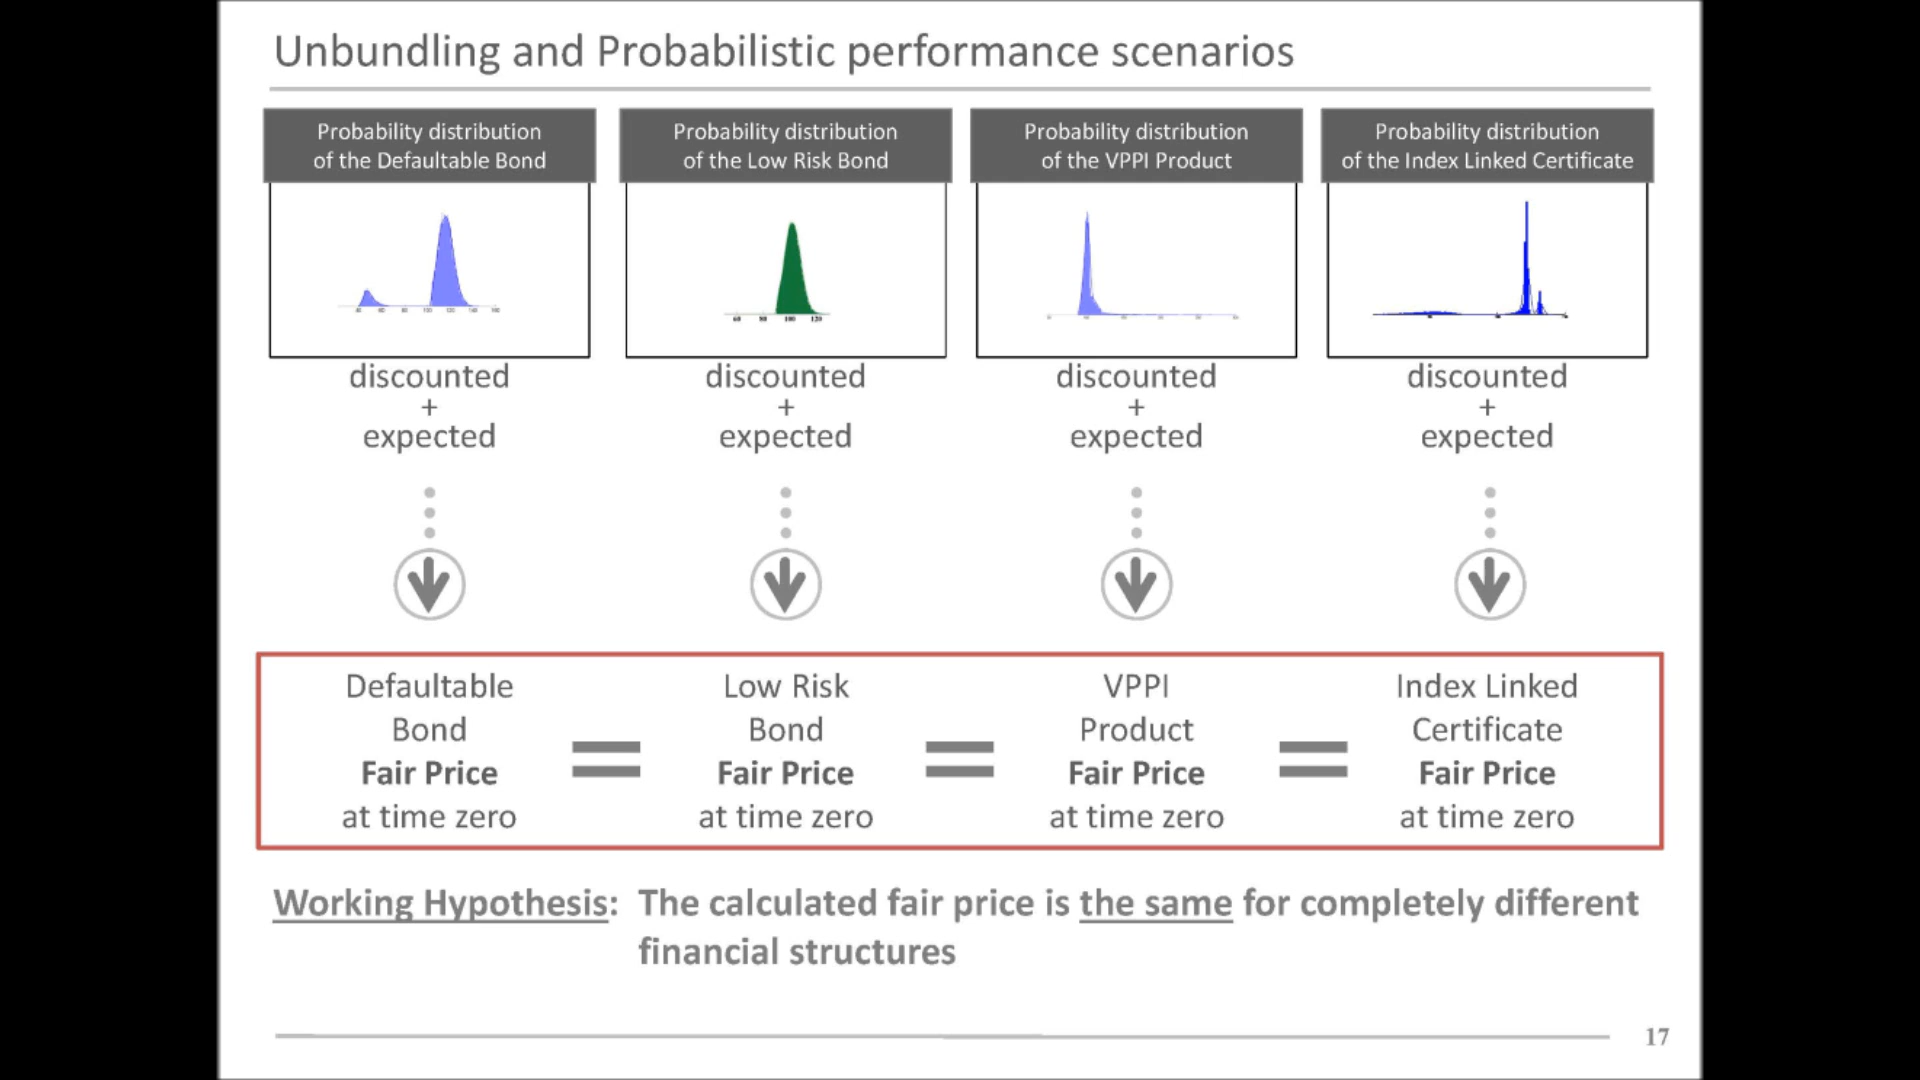 Unbundling and Probabilistic performance scenarios
Probability distribution
of the Defaultable Bond
Probability distribution
of the Low Risk Bond
Probability distribution
of the VPPI Product
Probability distribution
of the Index Linked Certificate
60 80 100 120
discounted
+
expected
discounted
+
expected
discounted
+
expected
discounted
+
expected
Defaultable
Bond
Fair Price
at time zero
=
Low Risk
Bond
Fair Price
at time zero
=
VPPI
Product
Fair Price
at time zero
=
Index Linked
Certificate
Fair Price
at time zero
Working Hypothesis: The calculated fair price is the same for completely different
financial structures
17